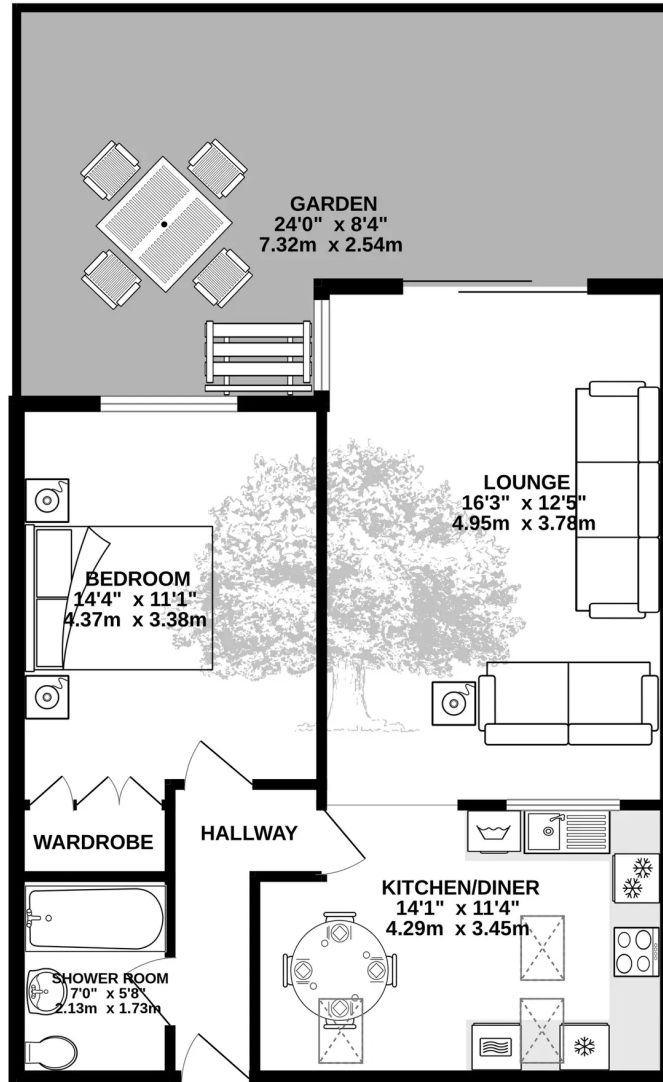 GARDEN
24'0" x 8'4"
7.32m x 2.54m
LOUNGE
16'3" x 12'5"
4.95m x 3.78m
BEDROOM
14'4" x 11'1"
4.37m x 3.38m
WARDROBE
HALLWAY
KITCHEN/DINER
14'1" x 11'4"
4.29m x 3.45m
SHOWER ROOM
7'0" x 5'8"
2.13m x 1.73m